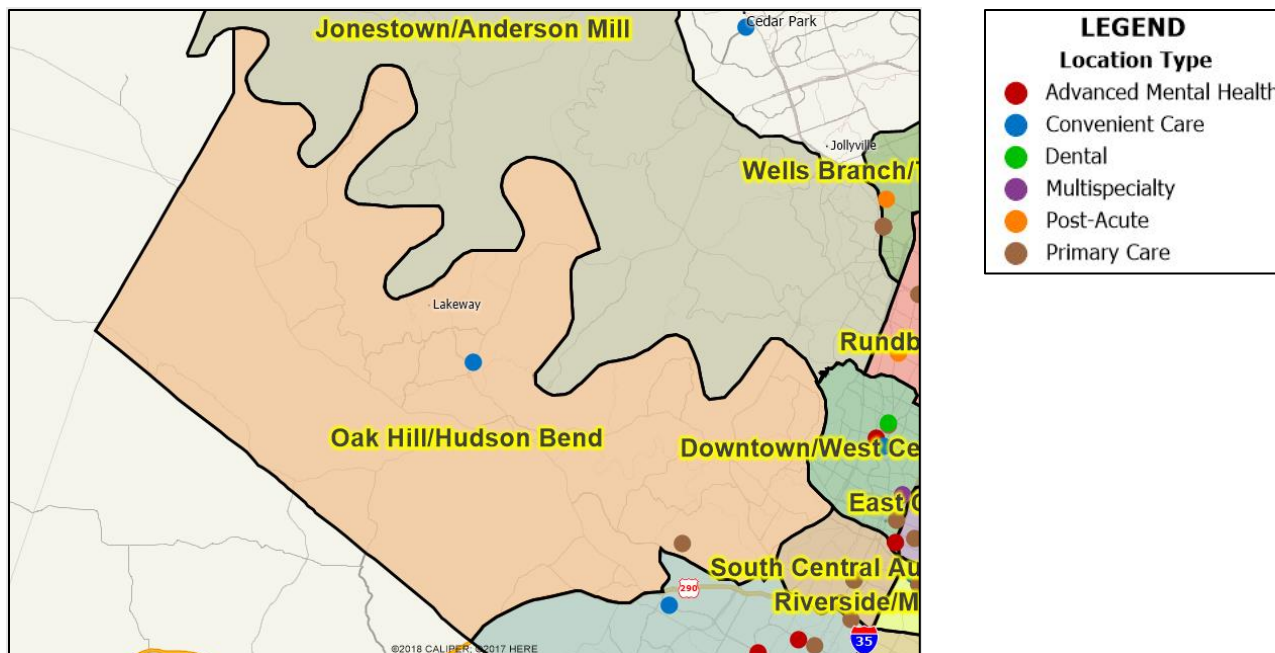 Jonestown/Anderson Mill
Cedar Park
Jollyville
Wells Branch/
Lakeway
Rundb
Oak Hill/Hudson Bend
Downtown/West Ce
East
South Central Au
290
Riverside/M
35
©2018 CALIPER; ©2017 HERE
LEGEND
Location Type
Advanced Mental Health
Convenient Care
Dental
Multispecialty
Post-Acute
Primary Care